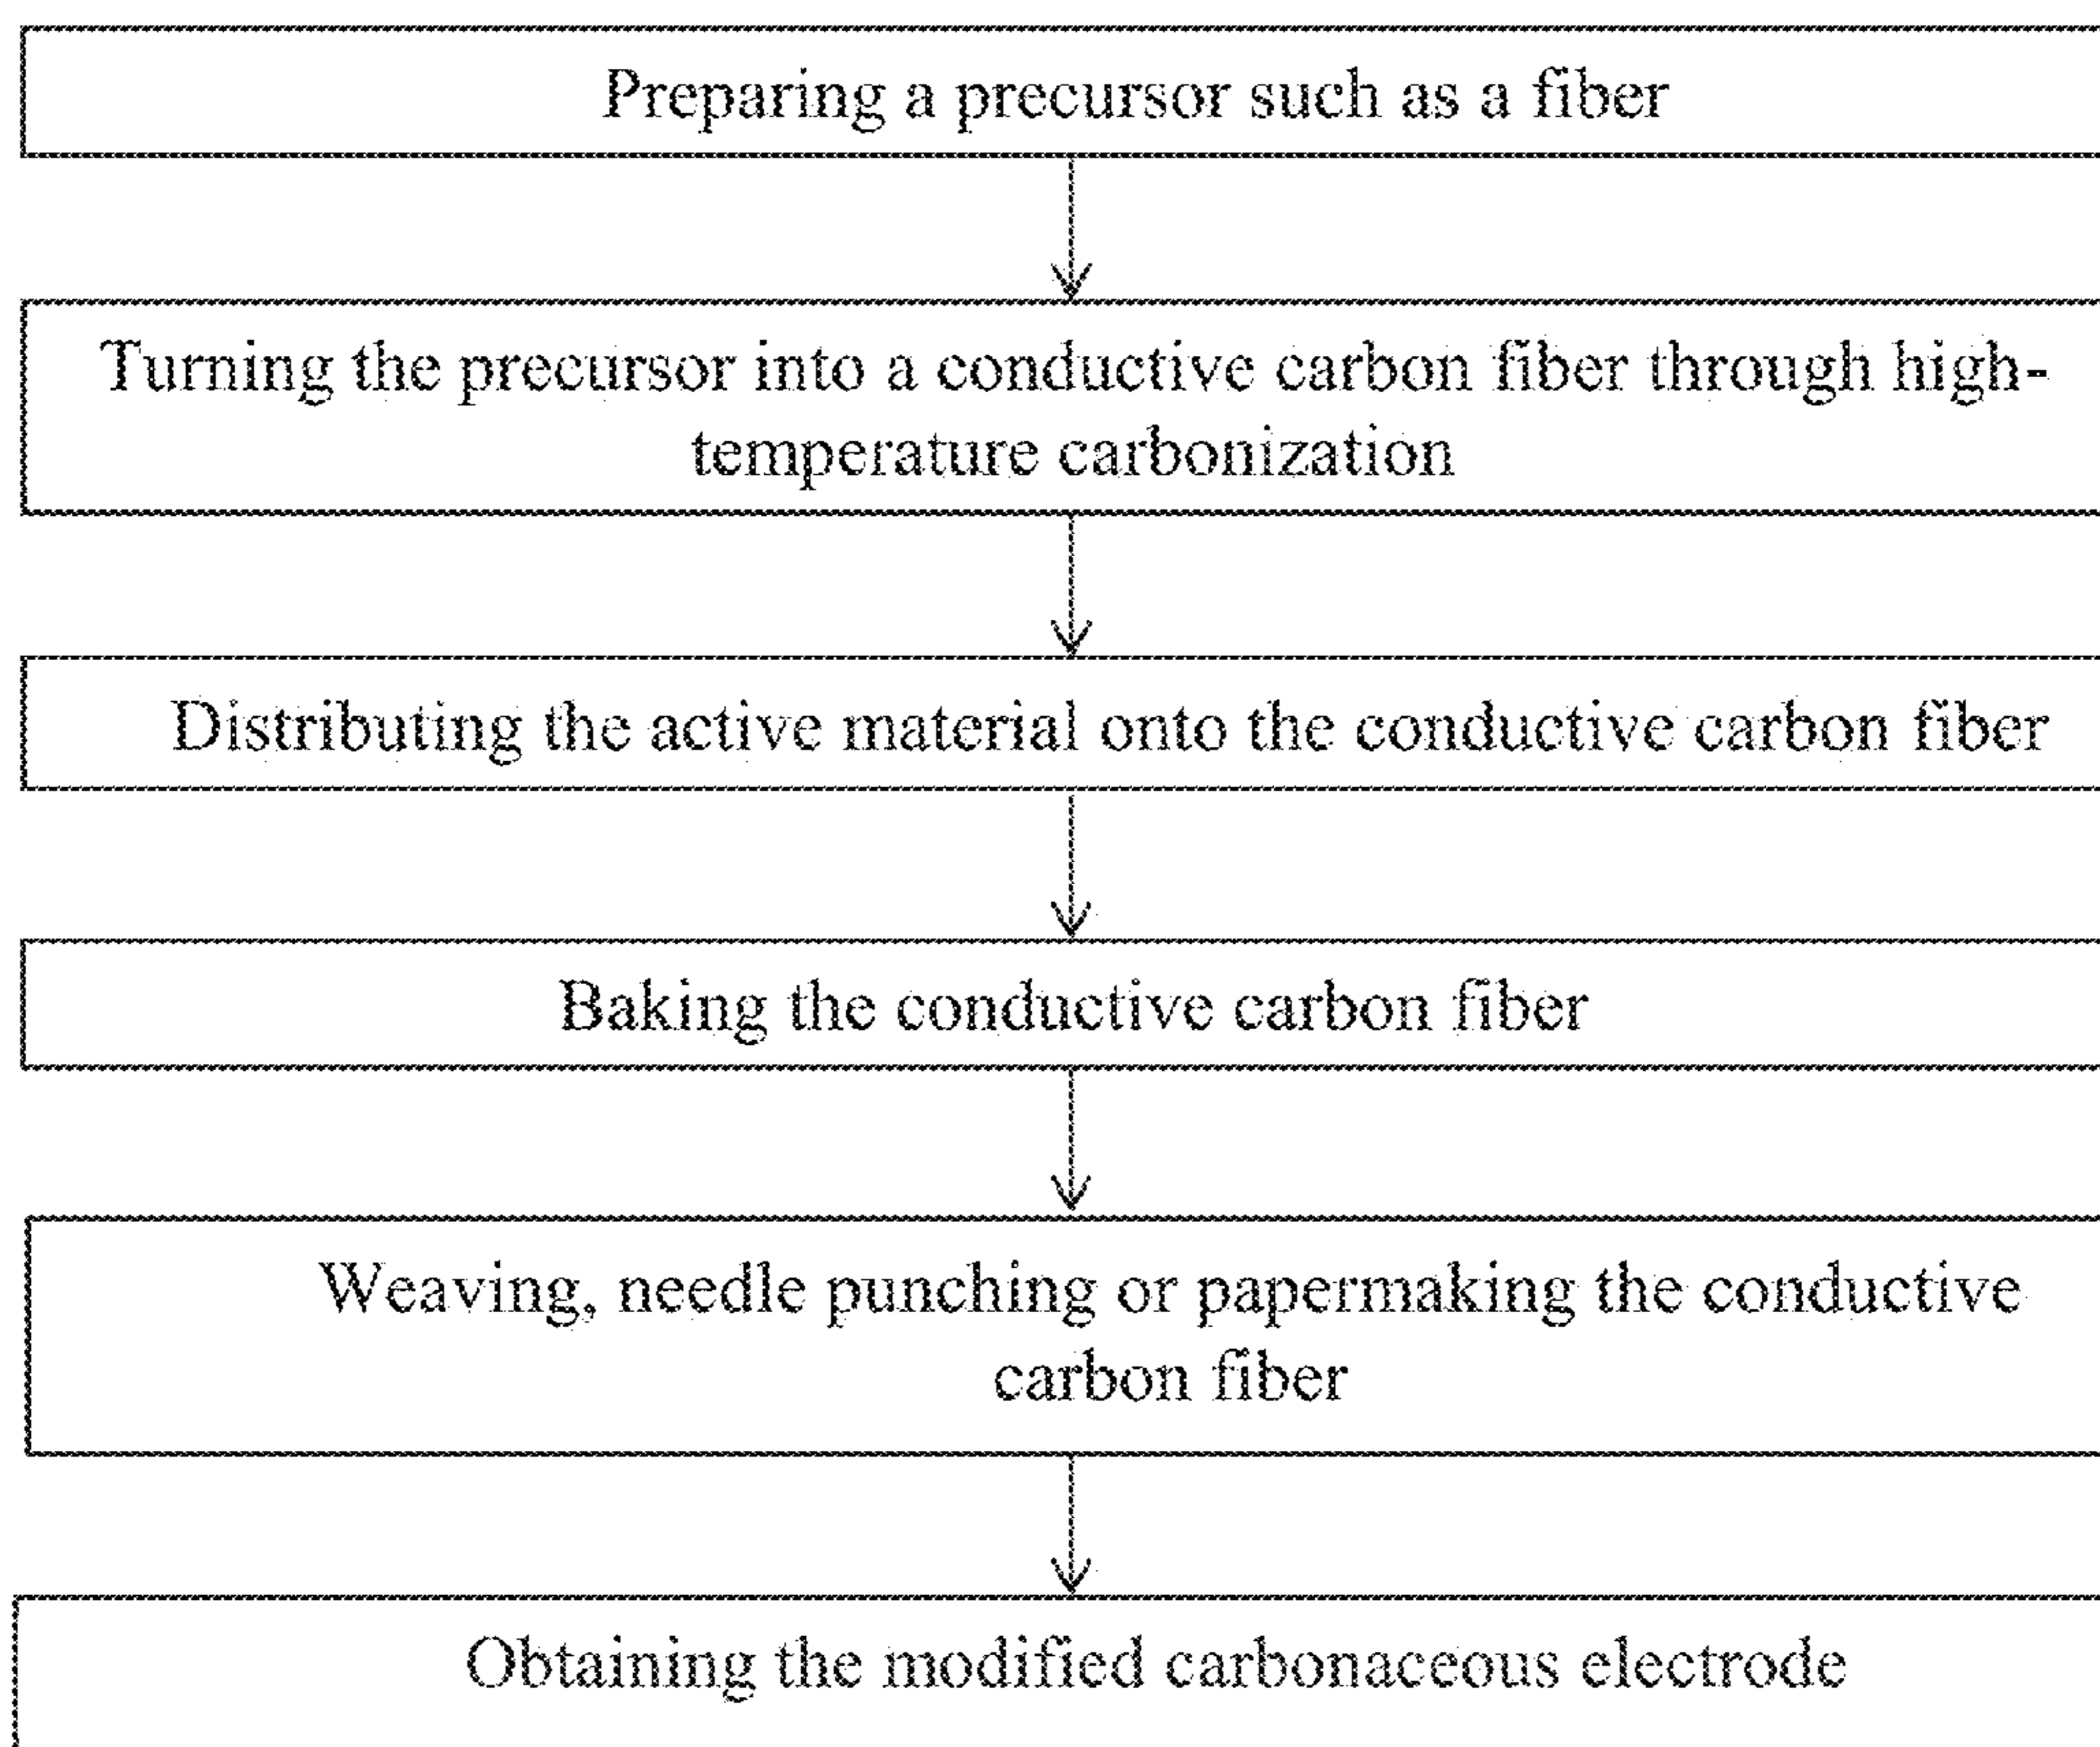 Preparing a precursor such as a fiber
Turning the precursor into a conductive carbon fiber through high-
temperature carbonization
Distributing the active material onto the conductive carbon fiber
Baking the conductive carbon fiber
Weaving, needle punching or papermaking the conductive
carbon fiber
Obtaining the modified carbonaceous electrode